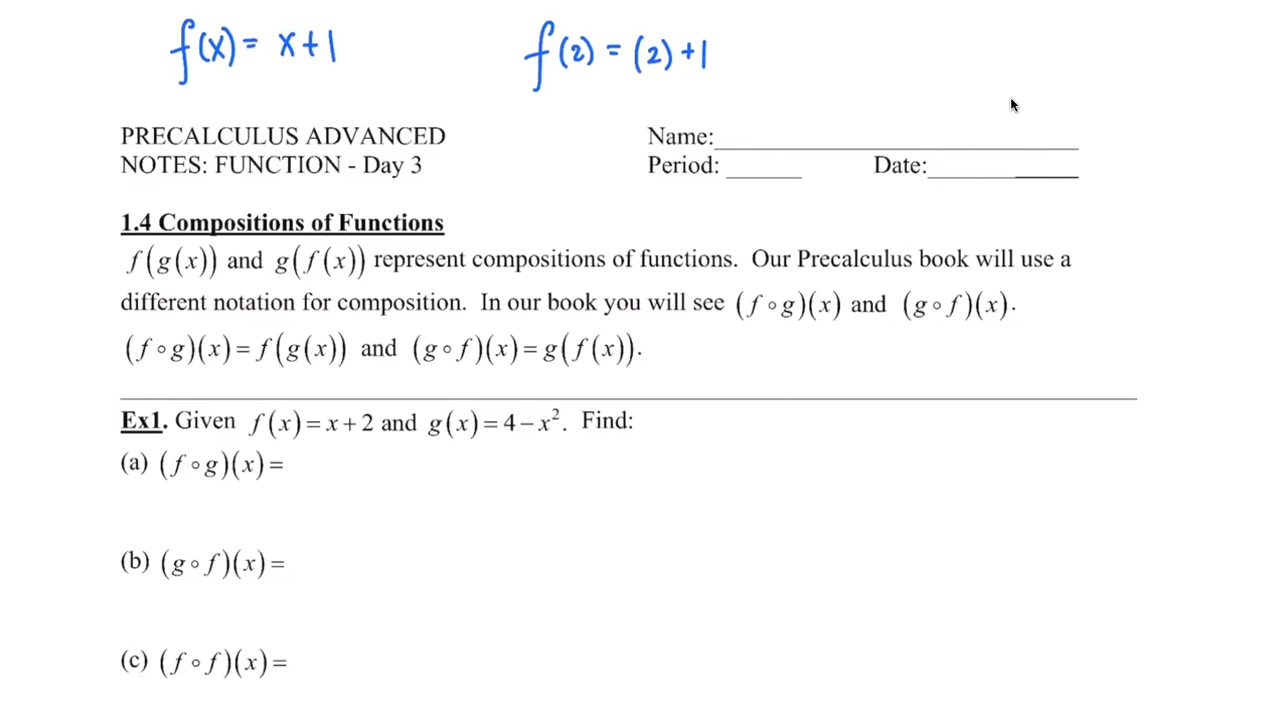 f(x) = x+1 f(2) = (2)+1
PRECALCULUS ADVANCED Name:
NOTES: FUNCTION - Day 3 Period: Date:
1.4 Compositions of Functions
f(g(x)) and g(f(x)) represent compositions of functions. Our Precalculus book will use a
different notation for composition. In our book you will see (f∘g)(x) and (g∘f)(x).
(f∘g)(x)=f(g(x)) and (g∘f)(x)=g(f(x)).
Ex1. Given f(x)=x+2 and g(x)=4−x². Find:
(a) (f∘g)(x)=
(b) (g∘f)(x)=
(c) (f∘f)(x)=